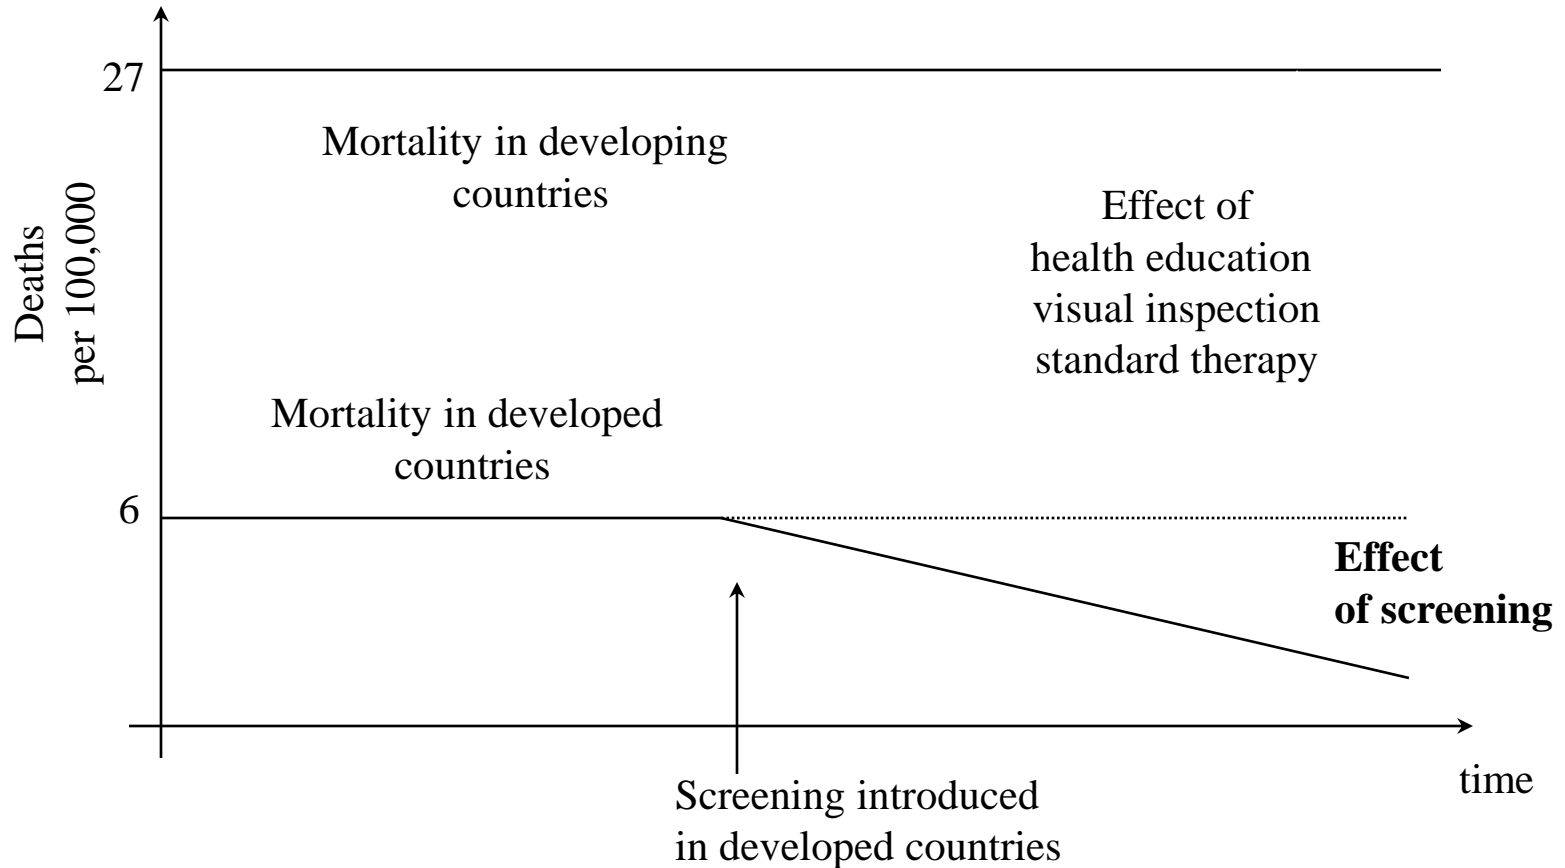 27
Mortality in developing
countries
Deaths
per 100,000
Effect of
health education
visual inspection
standard therapy
Mortality in developed
countries
6
Effect
of screening
time
Screening introduced
in developed countries